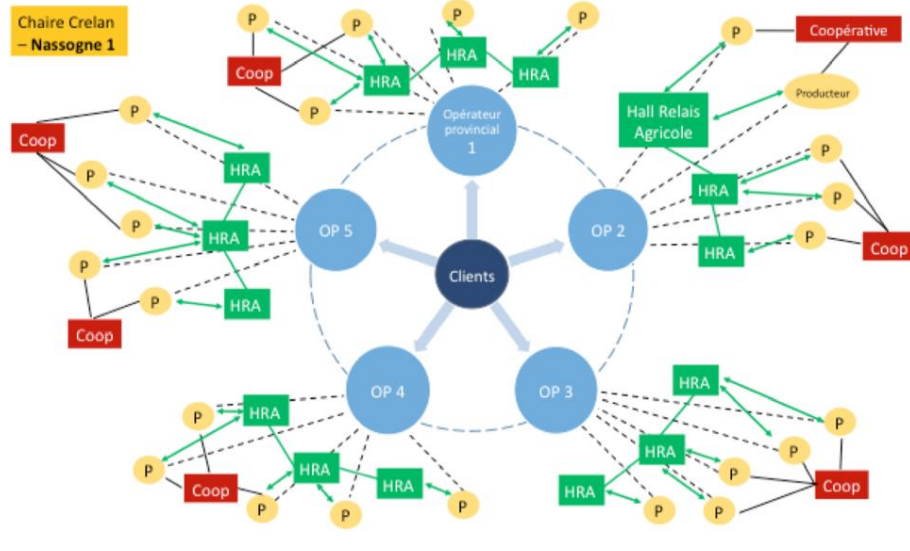 Chaire Crelan
– Nassogne 1
P
P
P
P
P
Coop
HRA
HRA
HRA
Coopérative
Producteur
Hall Relais
Agricole
Opérateur
provincial
1
Coop
P
P
P
P
P
HRA
HRA
HRA
Coop
OP 5
OP 2
Clients
HRA
HRA
P
P
P
Coop
OP 4
OP 3
P
P
HRA
HRA
HRA
Coop
P
P
P
HRA
HRA
HRA
P
P
P
P
P
Coop